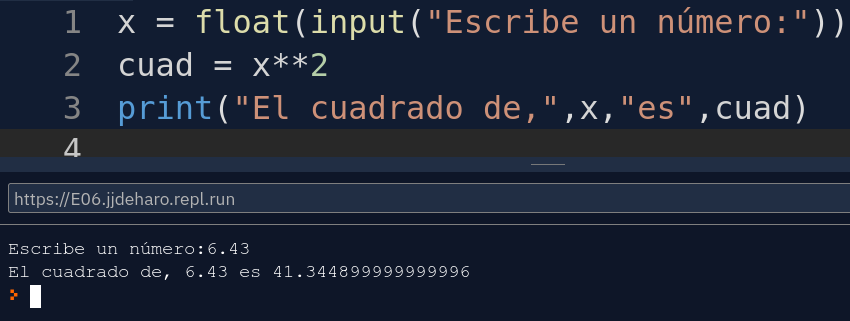 1 x = float(input("Escribe un número:"))
2 cuad = x**2
3 print("El cuadrado de,",x,"es",cuad)
4
https://E06.jjdeharo.repl.run
Escribe un número:6.43
El cuadrado de, 6.43 es 41.344899999999996